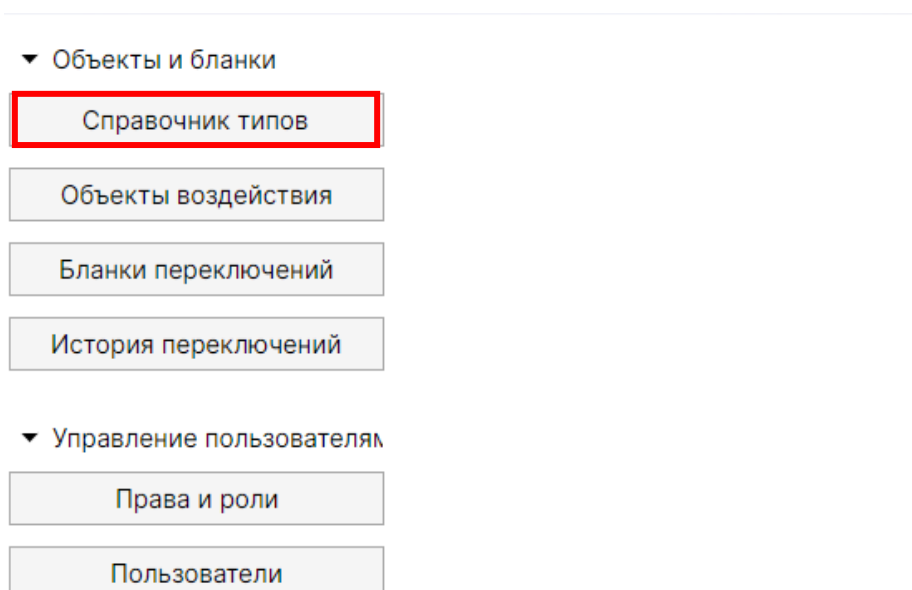 Объекты и бланки
Справочник типов
Объекты воздействия
Бланки переключений
История переключений
Управление пользователям
Права и роли
Пользователи